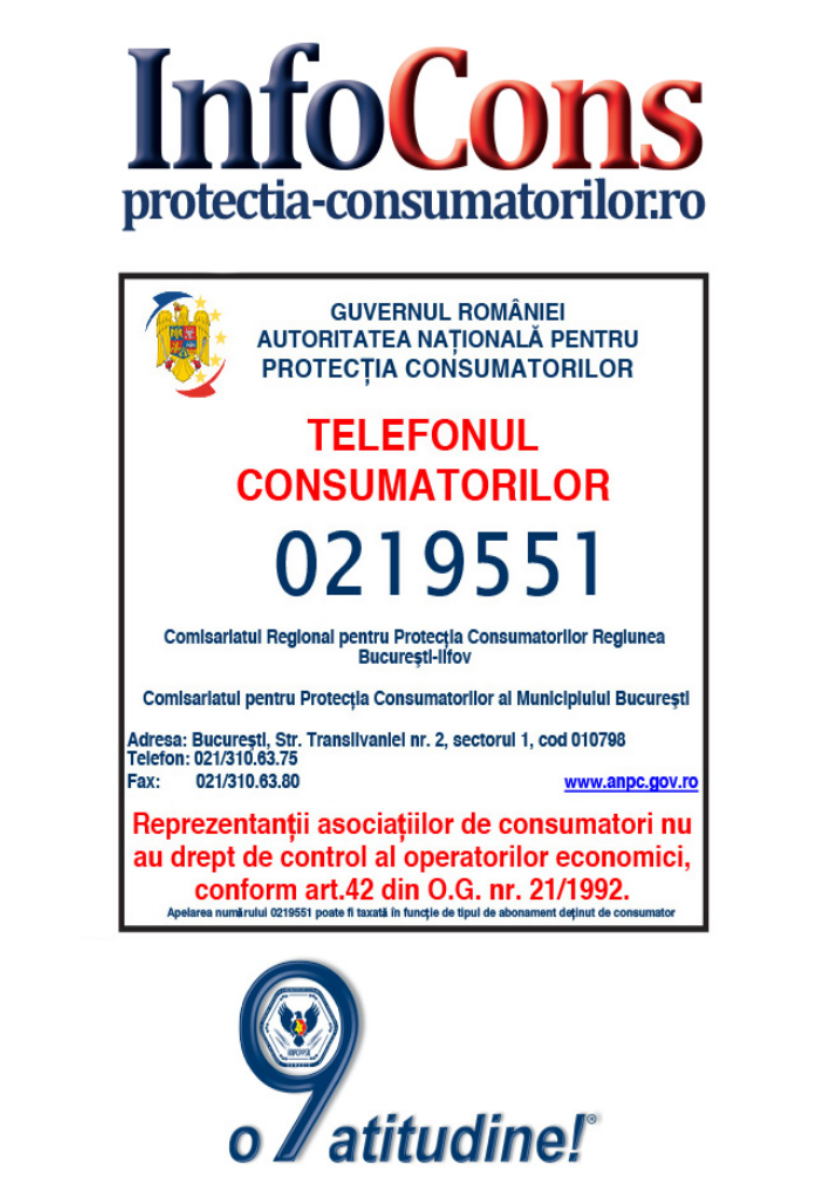 InfoCons
protectia-consumatorilor.ro
GUVERNUL ROMÂNIEI
AUTORITATEA NAȚIONALĂ PENTRU
PROTECȚIA CONSUMATORILOR
TELEFONUL
CONSUMATORILOR
0219551
Comisariatul Regional pentru Protecția Consumatorilor Regiunea
București-Ilfov
Comisariatul pentru Protecția Consumatorilor al Municipiului București
Adresa: București, Str. Transilvaniei nr. 2, sectorul 1, cod 010798
Telefon: 021/310.63.75
Fax: 021/310.63.80
www.anpc.gov.ro
Reprezentanții asociațiilor de consumatori nu
au drept de control al operatorilor economici,
conform art.42 din O.G. nr. 21/1992.
Apelarea numărului 0219551 poate fi taxată în funcție de tipul de abonament deținut de consumator
o 9 atitudine!®